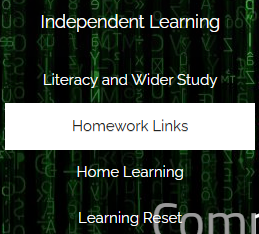 Independent Learning
Literacy and Wider Study
Homework Links
Home Learning
Learning Reset